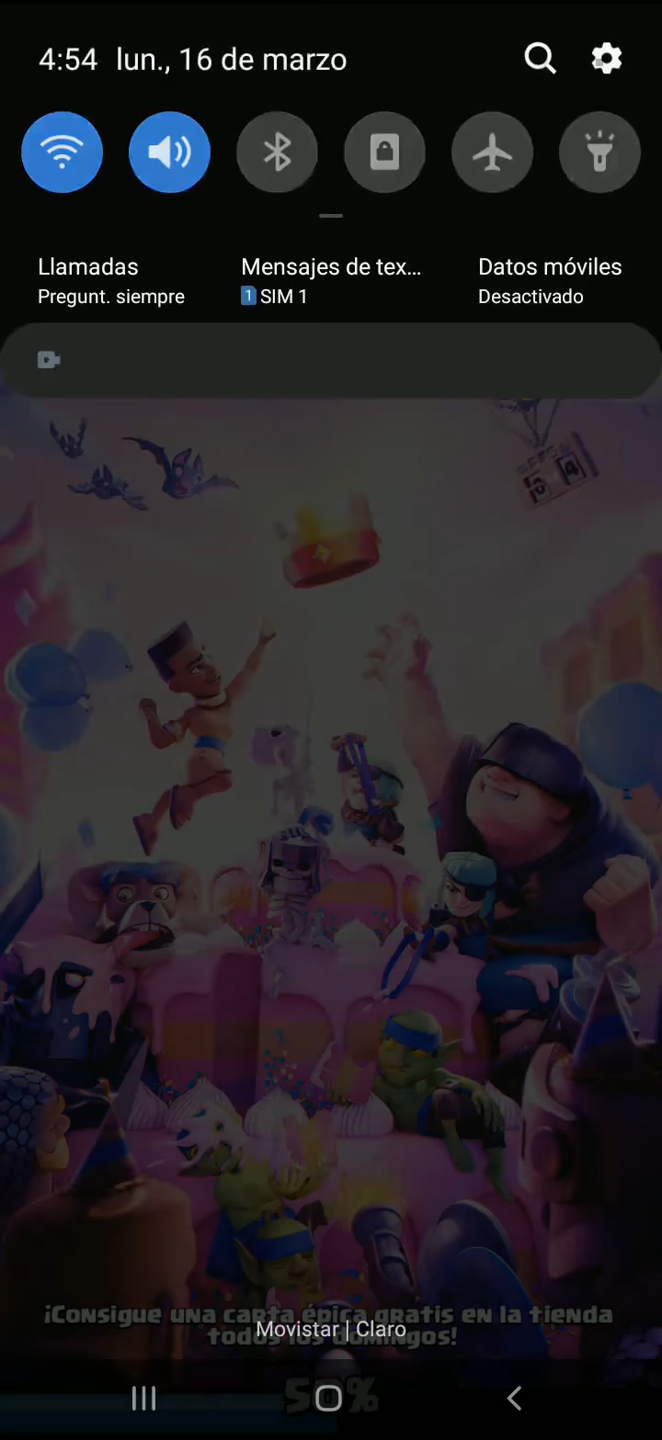 4:54 lun., 16 de marzo
Llamadas
Pregunt. siempre
Mensajes de tex...
1 SIM 1
Datos móviles
Desactivado
¡Consigue una carta épica gratis en la tienda
todos los domingos!
Movistar | Claro
50%